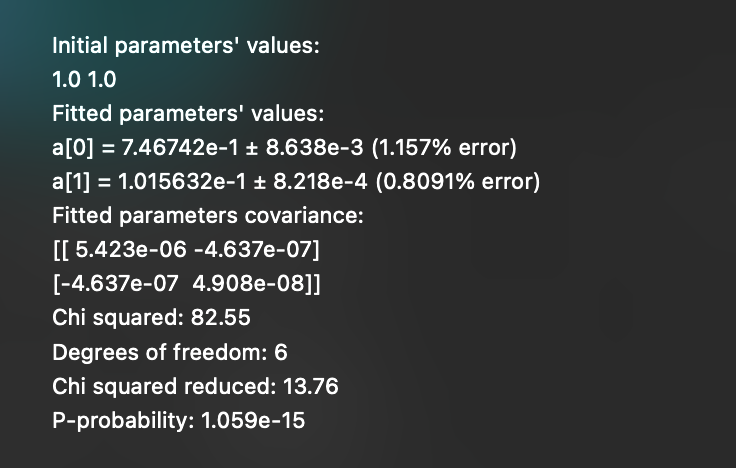 Initial parameters' values:
1.0 1.0
Fitted parameters' values:
a[0] = 7.46742e-1 ± 8.638e-3 (1.157% error)
a[1] = 1.015632e-1 ± 8.218e-4 (0.8091% error)
Fitted parameters covariance:
[[ 5.423e-06 -4.637e-07]
[-4.637e-07  4.908e-08]]
Chi squared: 82.55
Degrees of freedom: 6
Chi squared reduced: 13.76
P-probability: 1.059e-15